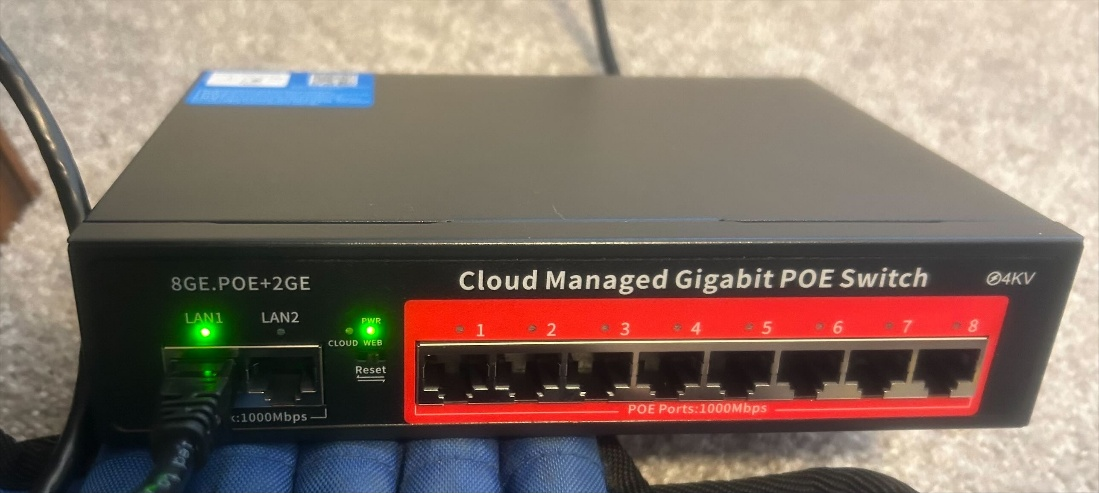 8GE.POE+2GE
Cloud Managed Gigabit POE Switch
4KV
LAN1
LAN2
PWR
CLOUD WEB
Reset
1 2 3 4 5 6 7 8
:1000Mbps
POE Ports:1000Mbps